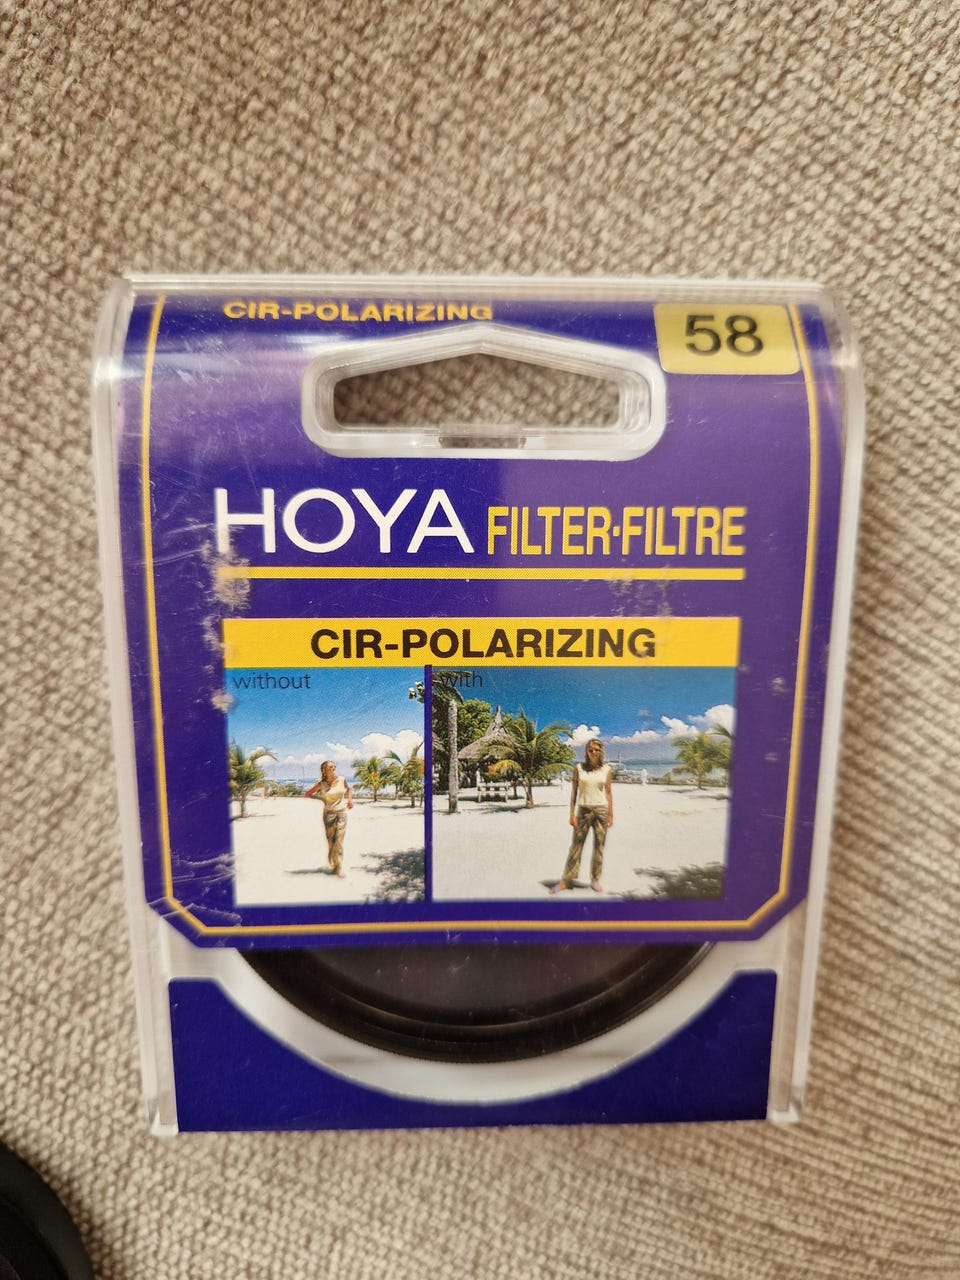 CIR-POLARIZING
58
HOYA FILTER·FILTRE
CIR-POLARIZING
without
with